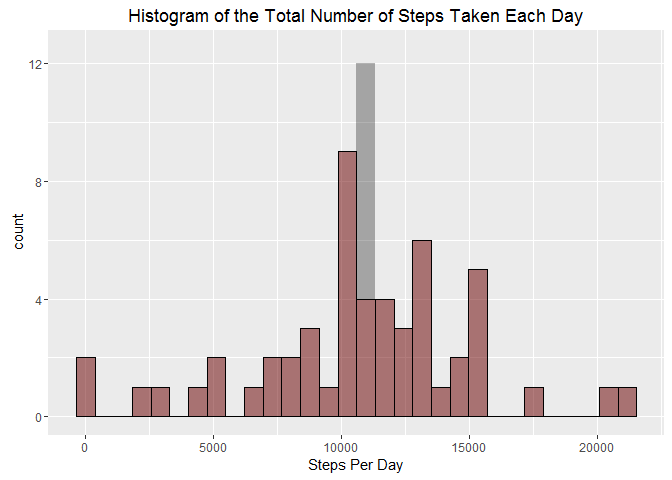 Histogram of the Total Number of Steps Taken Each Day
12
8
4
0
count
0 5000 10000 15000 20000
Steps Per Day